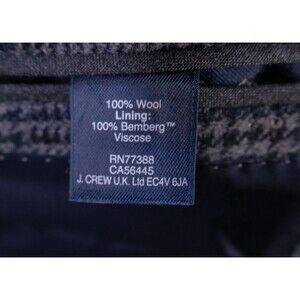 100% Wool
Lining:
100% Bemberg™
Viscose
RN77388
CA56445
J. CREW U.K. Ltd EC4V 6JA